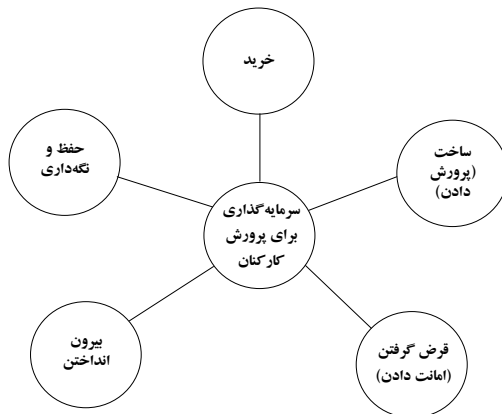 خرید
ساخت
(پرورش
دادن)
حفظ و
نگه‌داری
سرمایه‌گذاری
برای پرورش
کارکنان
قرض گرفتن
(امانت دادن)
بیرون
انداختن